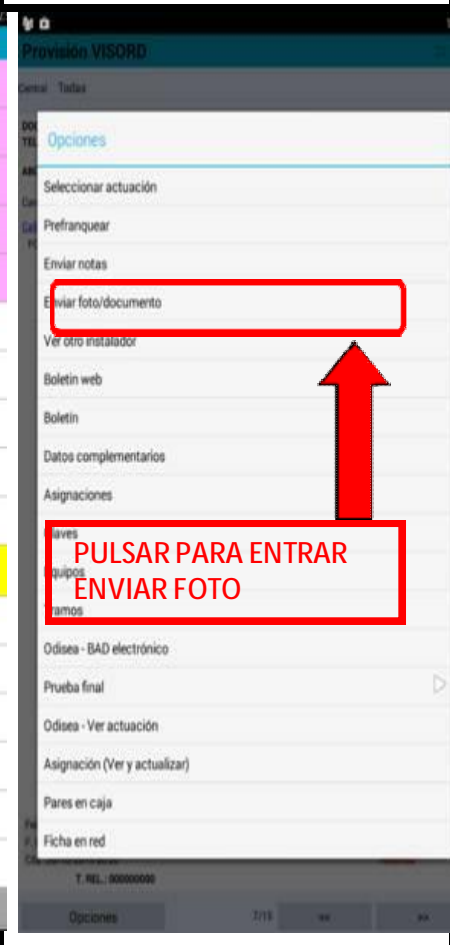 Provisión VISORD
Central Todas
Opciones
Seleccionar actuación
Prefranquear
Enviar notas
Enviar foto/documento
Ver otro instalador
Boletin web
Boletín
Datos complementarios
Asignaciones
PULSAR PARA ENTRAR
ENVIAR FOTO
Odisea - BAD electrónico
Prueba final
Odisea - Ver actuación
Asignación (Ver y actualizar)
Pares en caja
Ficha en red
T. REL.: 000000000
Opciones 7/15 << >>